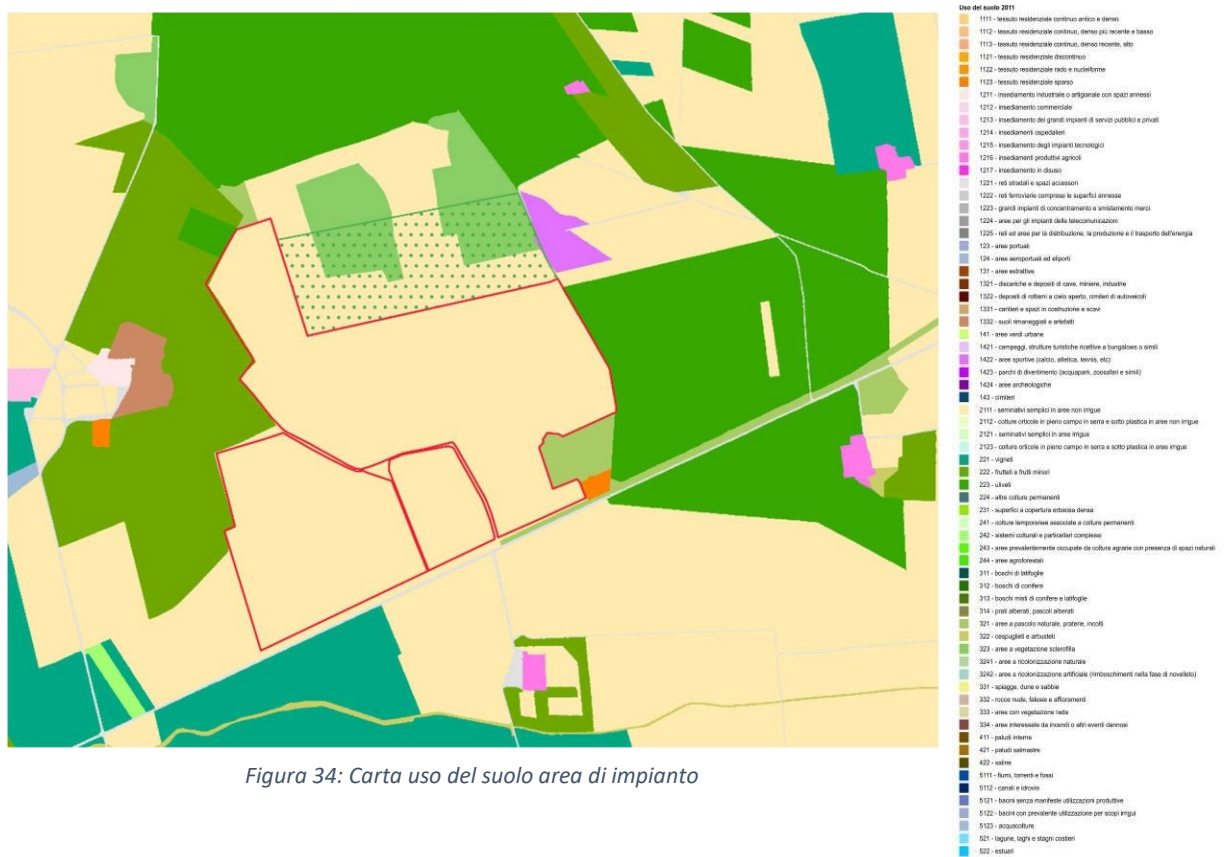 Uso del suolo 2011
1111 - tessuto residenziale continuo antico e denso
1112 - tessuto residenziale continuo, denso più recente e basso
1113 - tessuto residenziale continuo, denso recente, alto
1121 - tessuto residenziale discontinuo
1122 - tessuto residenziale rado e nucleiforme
1123 - tessuto residenziale sparso
1211 - insediamento industriale o artigianale con spazi annessi
1212 - insediamento commerciale
1213 - insediamento dei grandi impianti di servizi pubblici e privati
1214 - insediamenti ospedalieri
1215 - insediamento degli impianti tecnologici
1216 - insediamenti produttivi agricoli
1217 - insediamento in disuso
1221 - reti stradali e spazi accessori
1222 - reti ferroviarie comprese le superfici annesse
1223 - grandi impianti di concentramento e smistamento merci
1224 - aree per gli impianti delle telecomunicazioni
1225 - reti ed aree per la distribuzione, la produzione e il trasporto dell'energia
123 - aree portuali
124 - aree aeroportuali ed eliporti
131 - aree estrattive
1321 - discariche e depositi di cave, miniere, industrie
1322 - depositi di rottami a cielo aperto, cimiteri di autoveicoli
1331 - cantieri e spazi in costruzione e scavi
1332 - suoli rimaneggiati e artefatti
141 - aree verdi urbane
1421 - campeggi, strutture turistiche ricettive a bungalows o simili
1422 - aree sportive (calcio, atletica, tennis, etc)
1423 - parchi di divertimento (acquapark, zoosafari e simili)
1424 - aree archeologiche
143 - cimiteri
2111 - seminativi semplici in aree non irrigue
2112 - colture orticole in pieno campo in serra e sotto plastica in aree non irrigue
2121 - seminativi semplici in aree irrigue
2123 - colture orticole in pieno campo in serra e sotto plastica in aree irrigue
221 - vigneti
222 - frutteti e frutti minori
223 - uliveti
224 - altre colture permanenti
231 - superfici a copertura erbacea densa
241 - colture temporanee associate a colture permanenti
242 - sistemi colturali e particellari complessi
243 - aree prevalentemente occupate da coltura agrarie con presenza di spazi naturali
244 - aree agroforestali
311 - boschi di latifoglie
312 - boschi di conifere
313 - boschi misti di conifere e latifoglie
314 - prati alberati, pascoli alberati
321 - aree a pascolo naturale, praterie, incolti
322 - cespuglieti e arbusteti
323 - aree a vegetazione sclerofilla
3241 - aree a ricolonizzazione naturale
3242 - aree a ricolonizzazione artificiale (rimboschimenti nella fase di novelleto)
331 - spiagge, dune e sabbie
332 - rocce nude, falesie e affioramenti
333 - aree con vegetazione rada
334 - aree interessate da incendi o altri eventi dannosi
411 - paludi interne
421 - paludi salmastre
422 - saline
5111 - fiumi, torrenti e fossi
5112 - canali e idrovie
5121 - bacini senza manifeste utilizzazioni produttive
5122 - bacini con prevalente utilizzazione per scopi irrigui
5123 - acquacolture
521 - lagune, laghi e stagni costieri
522 - estuari
Figura 34: Carta uso del suolo area di impianto